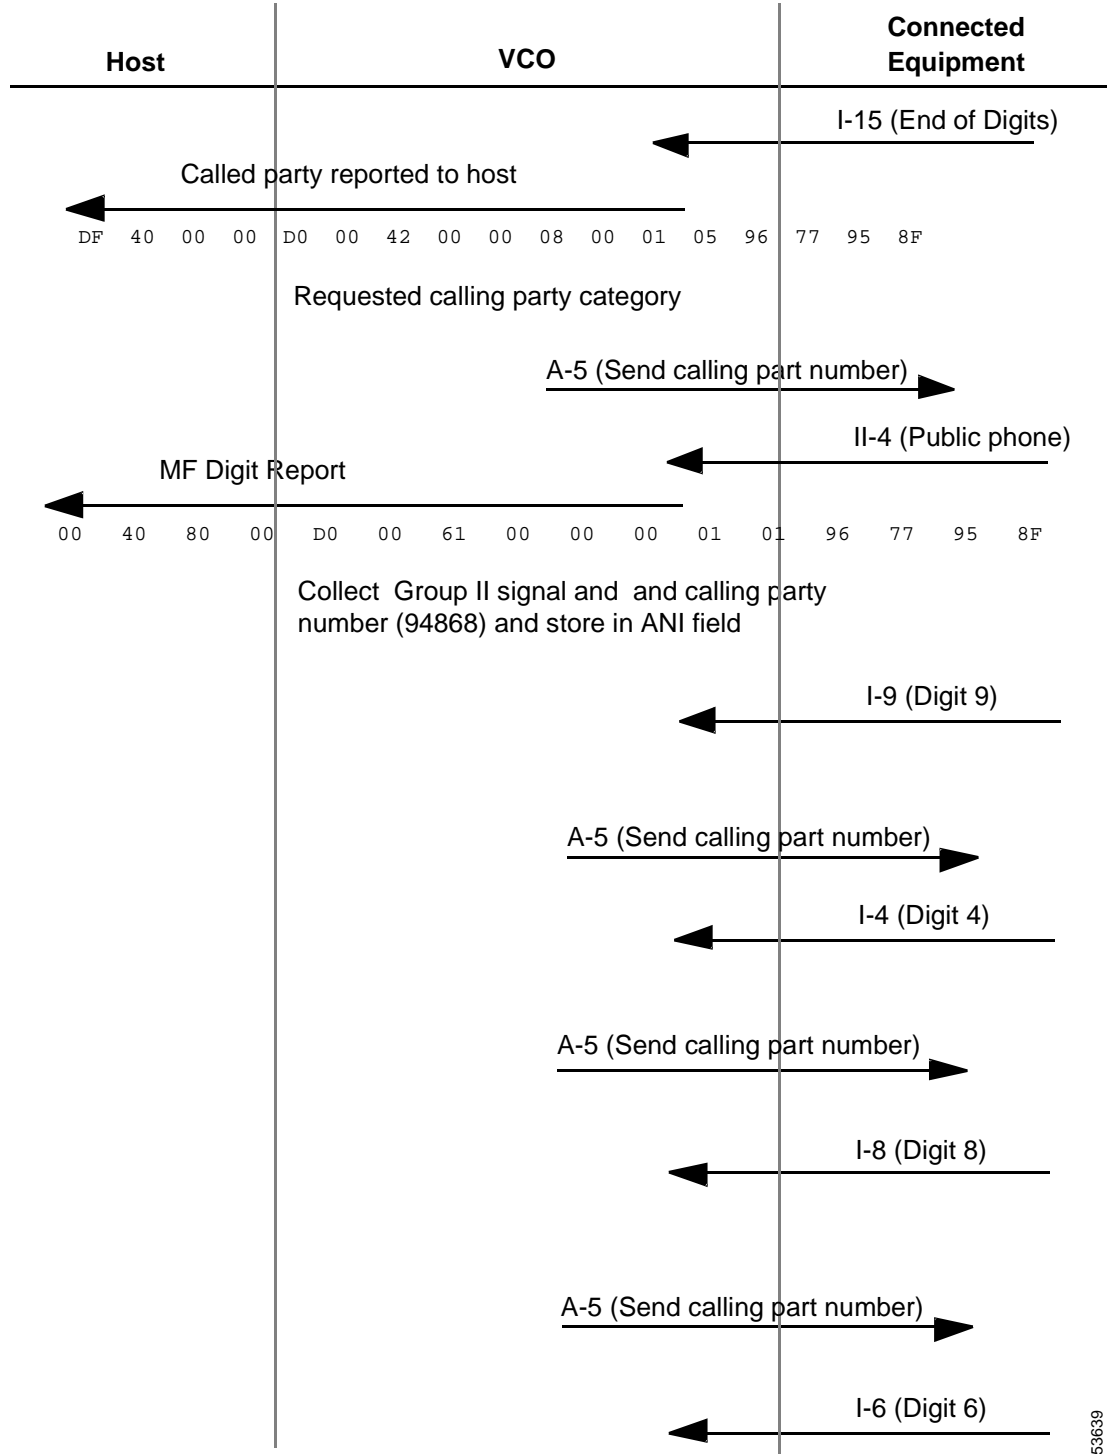 Host
VCO
Connected
Equipment
I-15 (End of Digits)
Called party reported to host
DF 40 00 00 D0 00 42 00 00 08 00 01 05 96 77 95 8F
Requested calling party category
A-5 (Send calling part number)
II-4 (Public phone)
MF Digit Report
00 40 80 00 D0 00 61 00 00 00 01 01 96 77 95 8F
Collect Group II signal and and calling party
number (94868) and store in ANI field
I-9 (Digit 9)
A-5 (Send calling part number)
I-4 (Digit 4)
A-5 (Send calling part number)
I-8 (Digit 8)
A-5 (Send calling part number)
I-6 (Digit 6)
53639